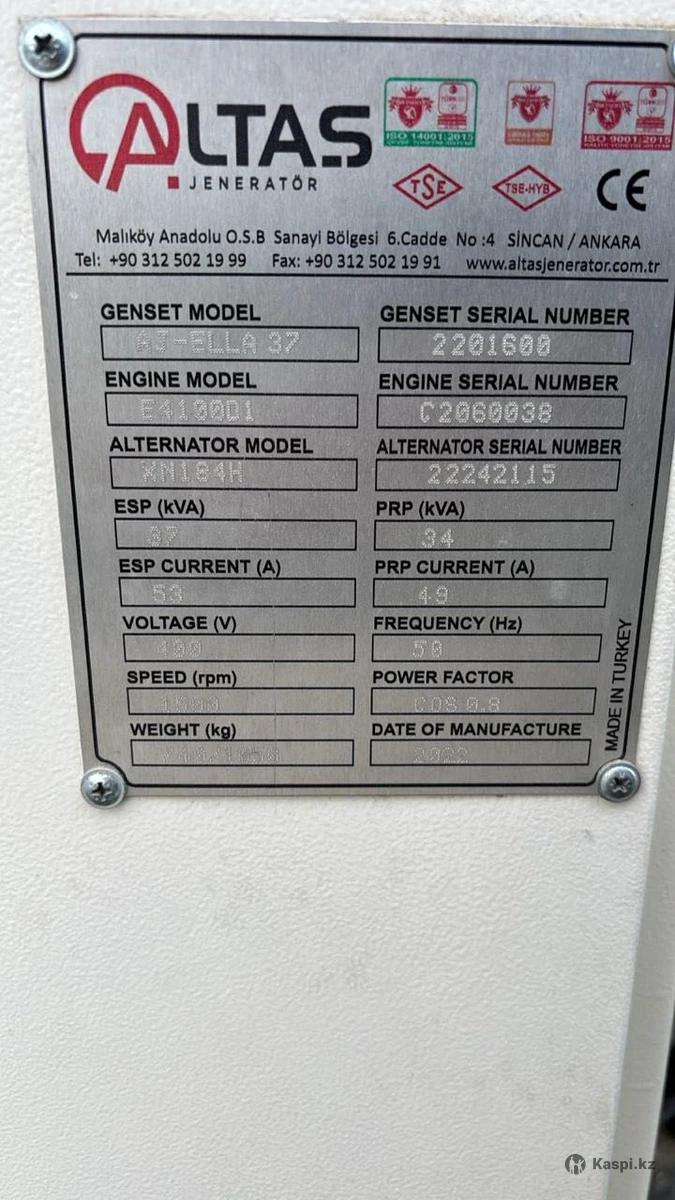 ALTAS
JENERATÖR
ISO 14001:2015
ISO 9001:2015
TSE
TSE-HYB
CE
Malıköy Anadolu O.S.B Sanayi Bölgesi 6.Cadde No :4 SİNCAN / ANKARA
Tel: +90 312 502 19 99 Fax: +90 312 502 19 91 www.altasjenerator.com.tr
GENSET MODEL GENSET SERIAL NUMBER
AJ-ELLA 37 2201600
ENGINE MODEL ENGINE SERIAL NUMBER
E4100D1 C2060038
ALTERNATOR MODEL ALTERNATOR SERIAL NUMBER
XN184H 22242115
ESP (kVA) PRP (kVA)
37 34
ESP CURRENT (A) PRP CURRENT (A)
53 49
VOLTAGE (V) FREQUENCY (Hz)
400 50
SPEED (rpm) POWER FACTOR
1500 COS 0.8
WEIGHT (kg) DATE OF MANUFACTURE
2022
MADE IN TURKEY
Kaspi.kz